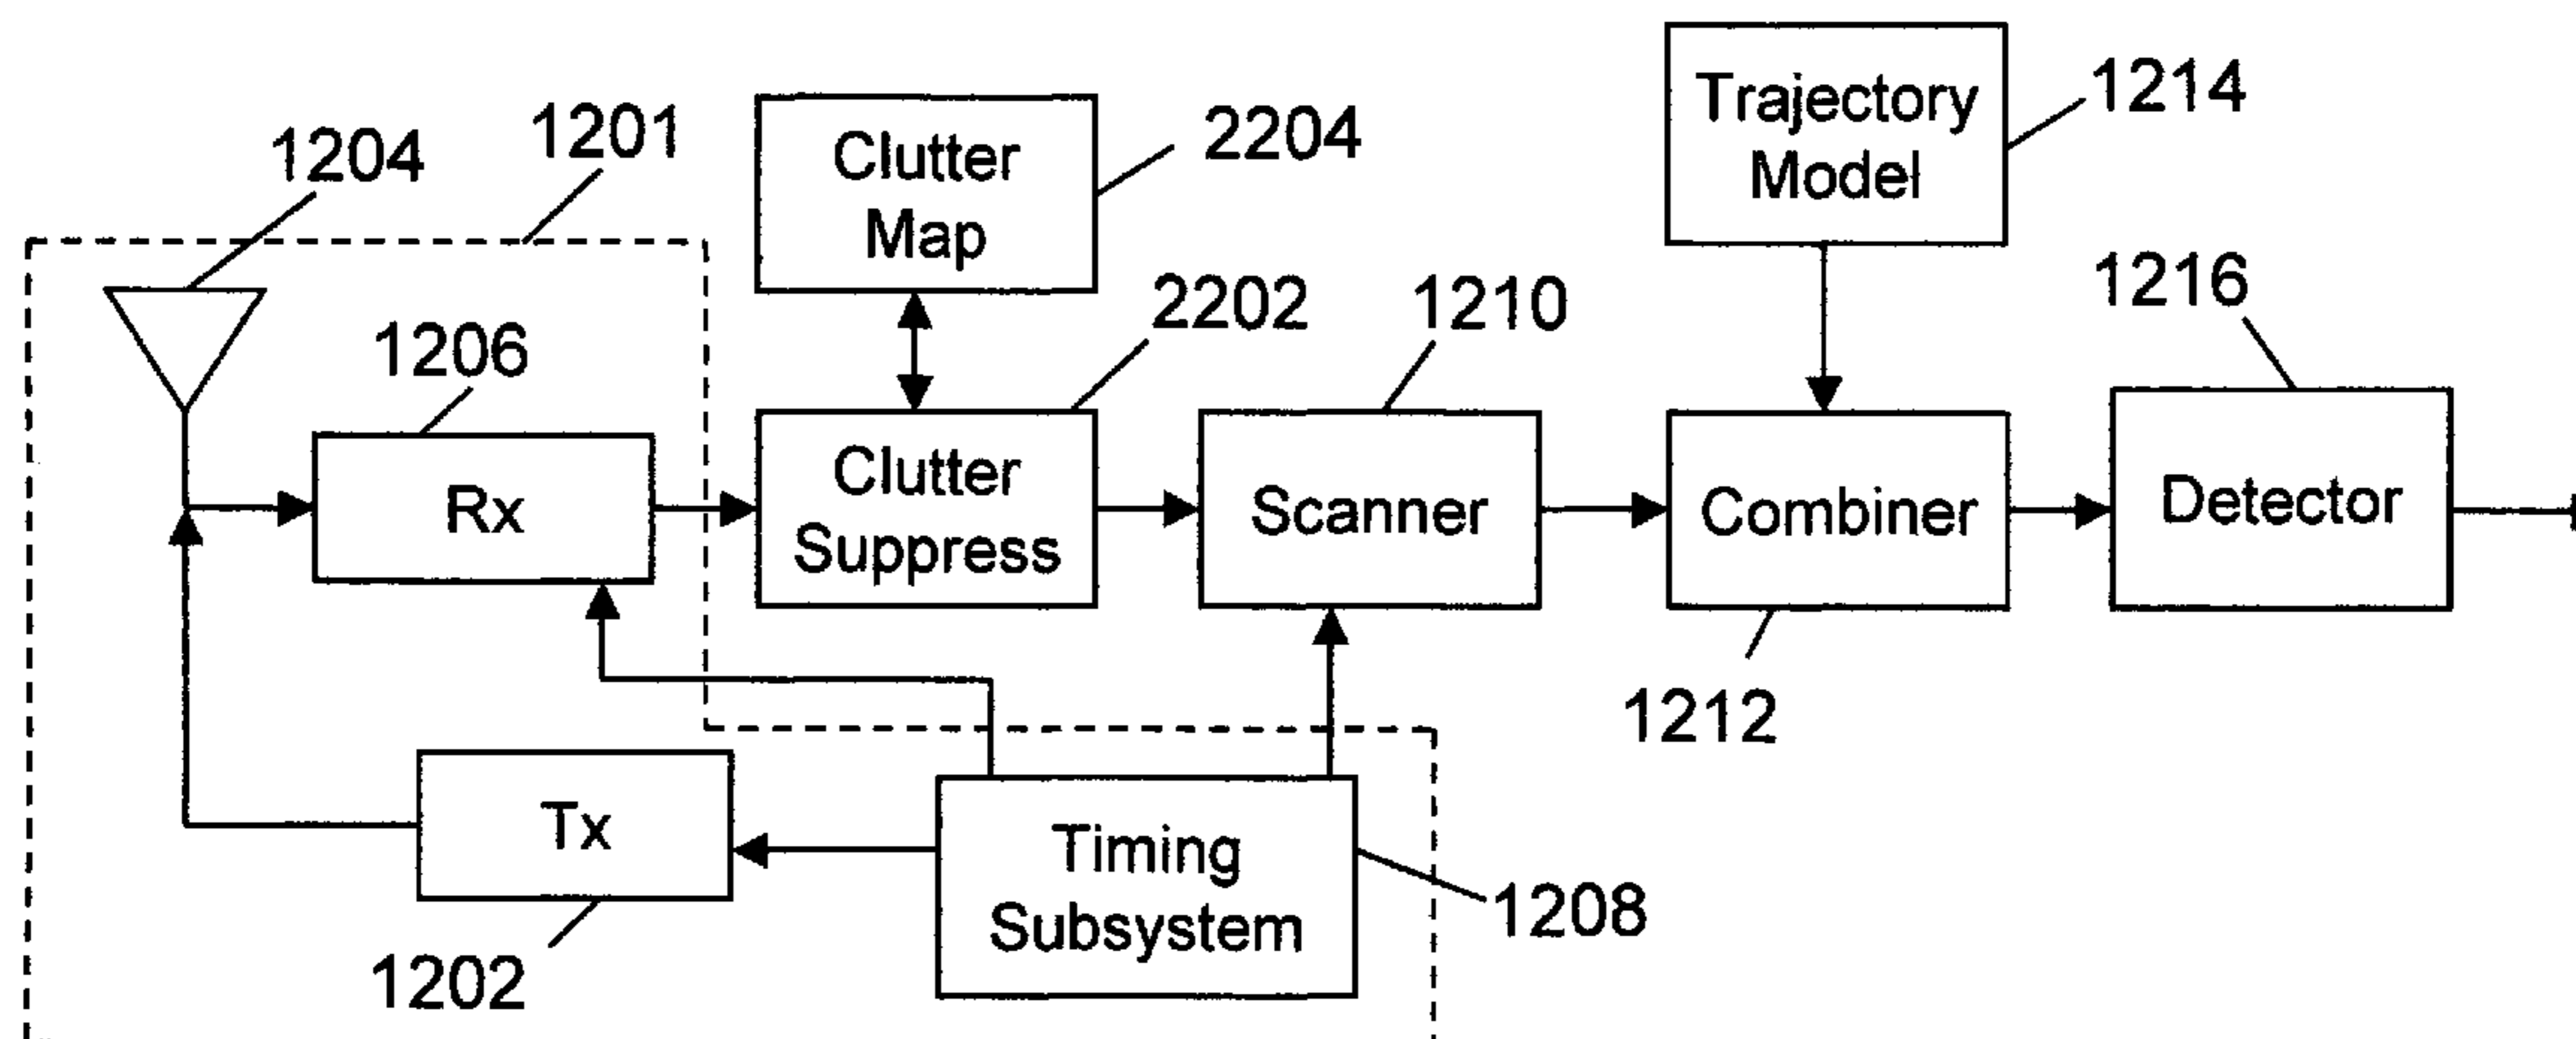 Trajectory
Model
1214
1204
1201
Clutter
Map
2204
1206
2202
1210
1216
Rx
Clutter
Suppress
Scanner
Combiner
Detector
1212
Tx
Timing
Subsystem
1208
1202